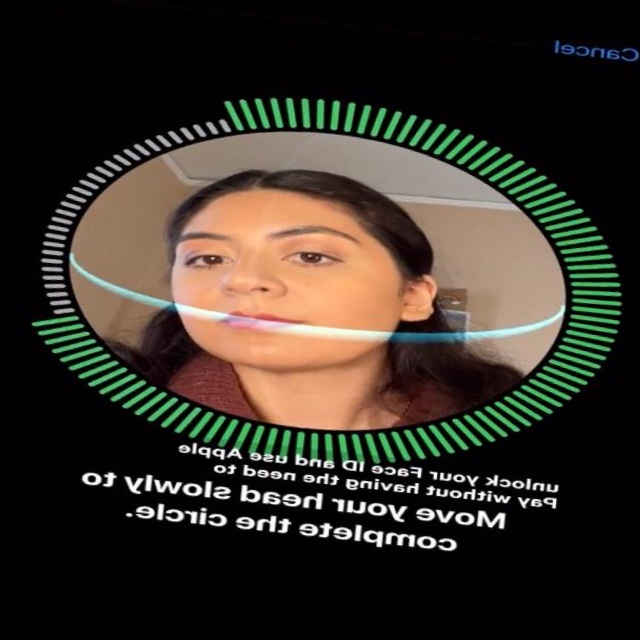 Cancel
unlock your Face ID and use Apple
Pay without having the need to
Move your head slowly to
complete the circle.